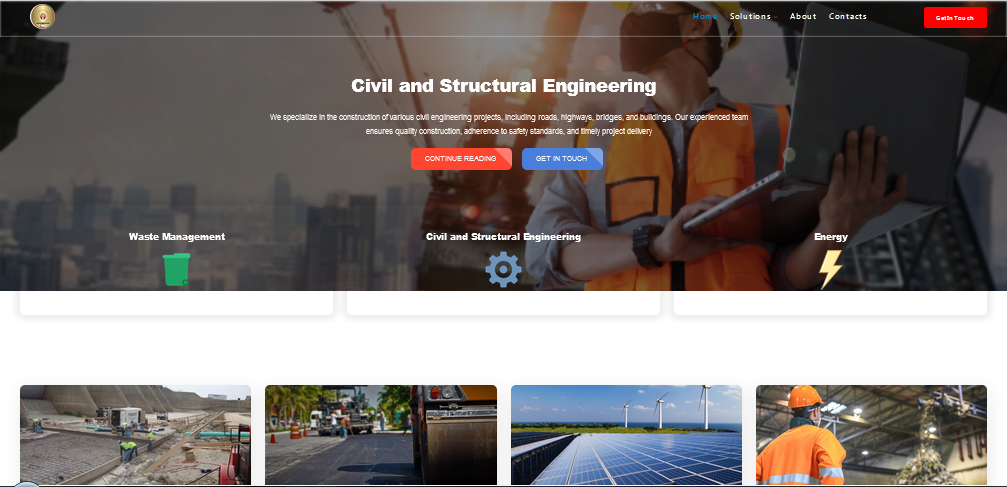 Home Solutions About Contacts
Get In Touch
Civil and Structural Engineering
We specialize in the construction of various civil engineering projects, including roads, highways, bridges, and buildings. Our experienced team
ensures quality construction, adherence to safety standards, and timely project delivery
CONTINUE READING GET IN TOUCH
Waste Management Civil and Structural Engineering Energy